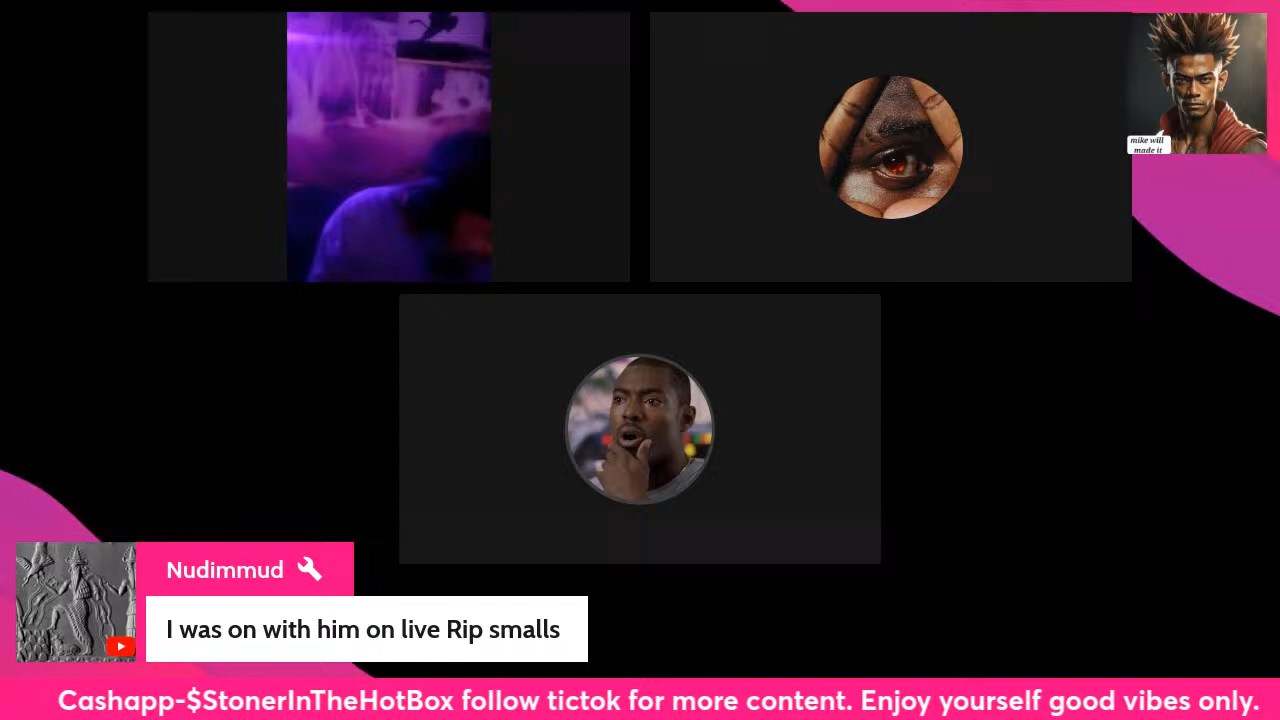 mike will
made it
Nudimmud
I was on with him on live Rip smalls
Cashapp-$StonerInTheHotBox follow tictok for more content. Enjoy yourself good vibes only.